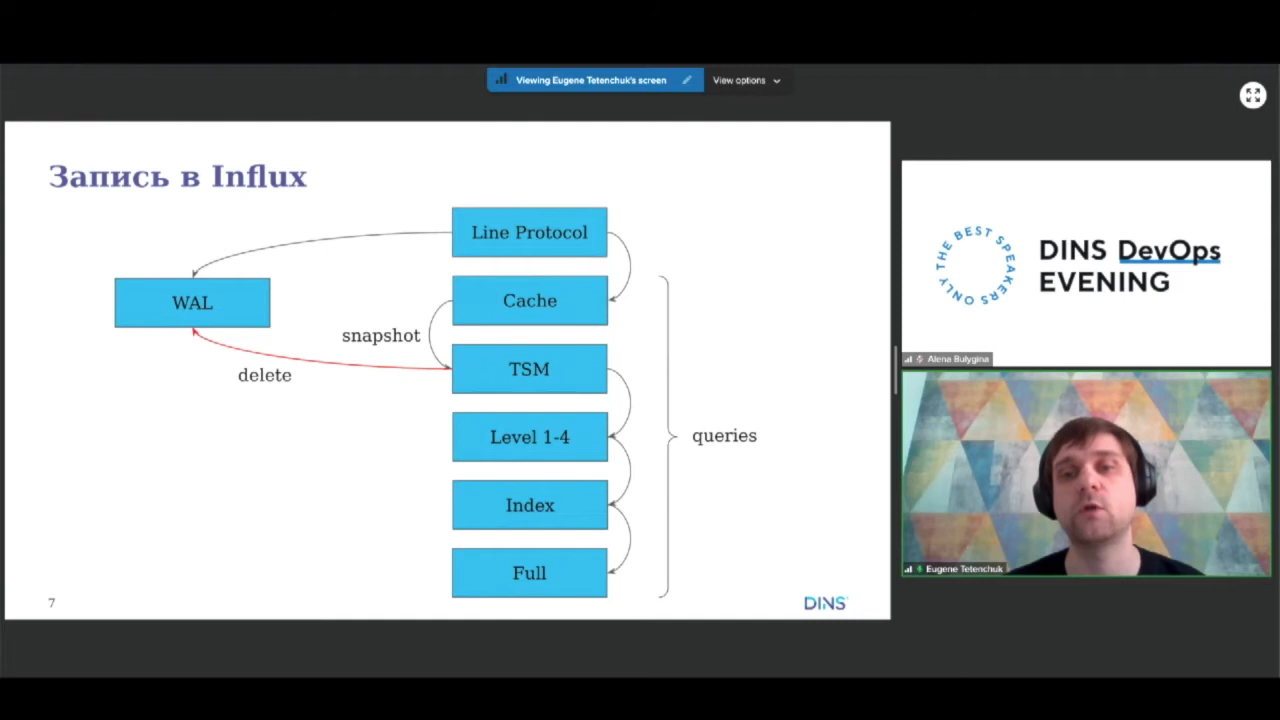 Viewing Eugene Tetenchuk's screen
View options
Запись в Influx
Line Protocol
WAL
Cache
snapshot
TSM
delete
Level 1-4
queries
Index
Full
7
DINS
THE BEST SPEAKERS ONLY
DINS DevOps
EVENING
Alena Bulygina
Eugene Tetenchuk